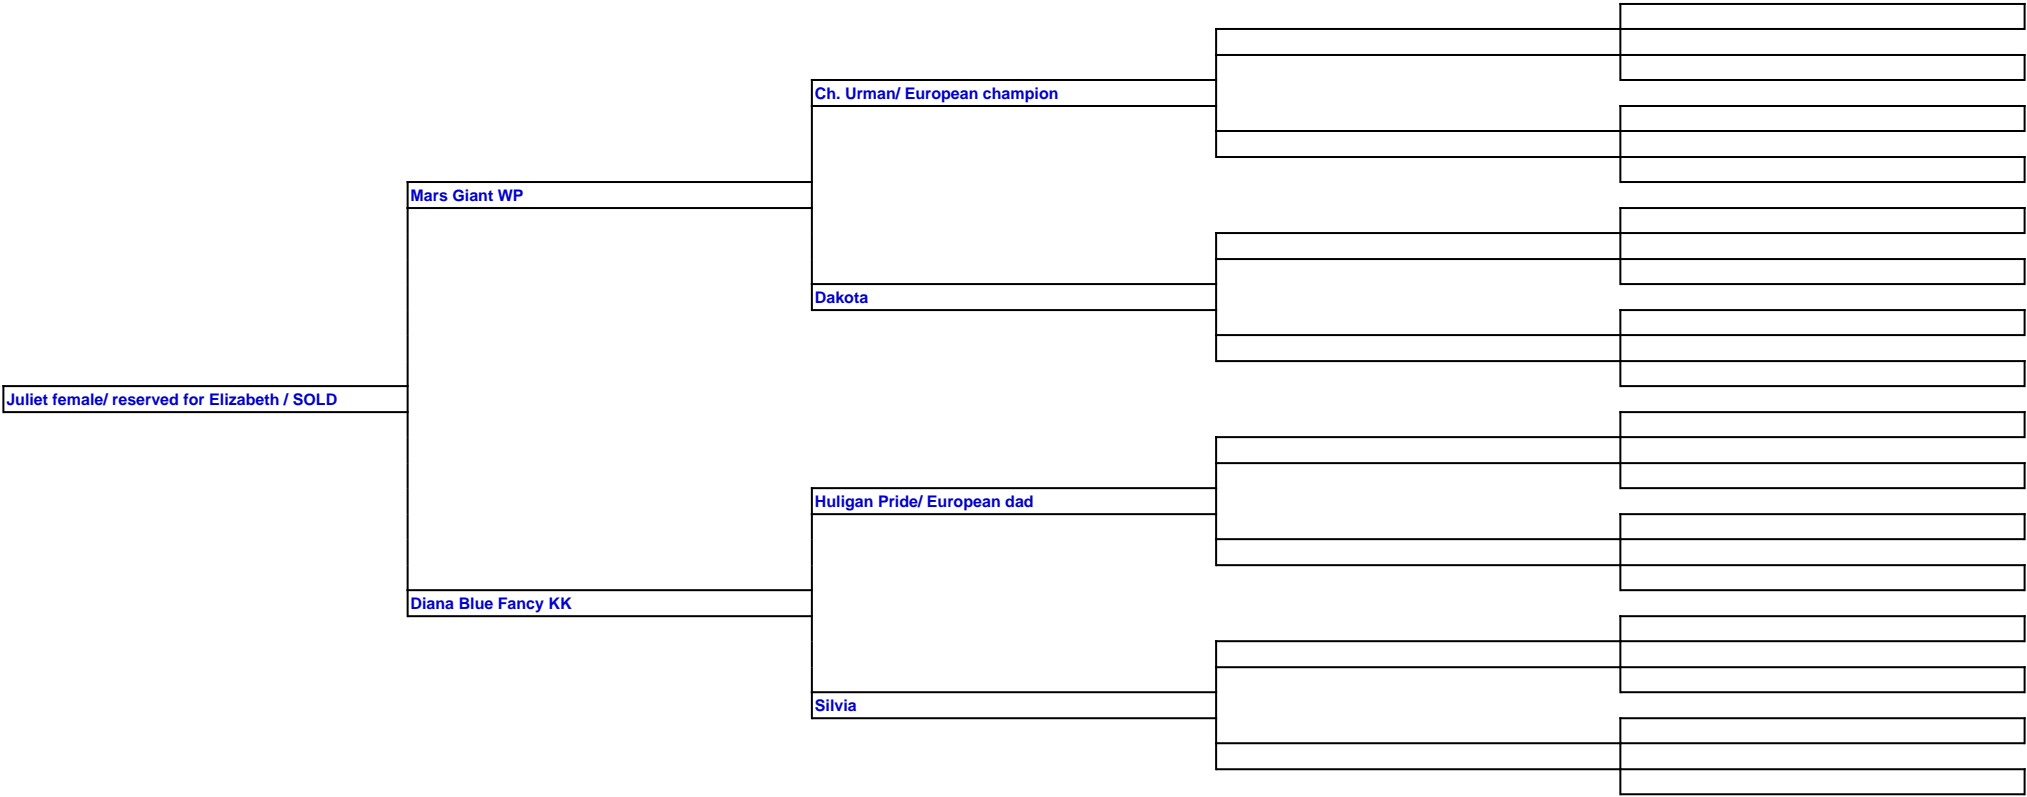 Ch. Urman/ European champion
Mars Giant WP
Dakota
Juliet female/ reserved for Elizabeth / SOLD
Huligan Pride/ European dad
Diana Blue Fancy KK
Silvia